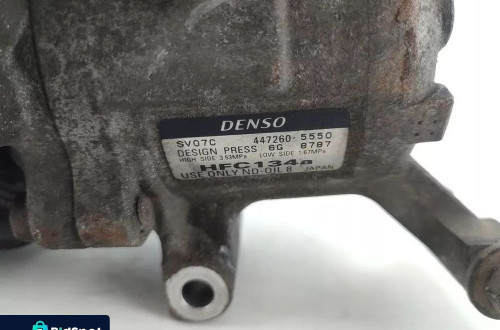 DENSO
SV07C 447260-5550
DESIGN PRESS 6G 8787
HIGH SIDE 3.53MPa LOW SIDE 1.67MPa
HFC134a
USE ONLY ND-OIL 8 JAPAN
BidSpot